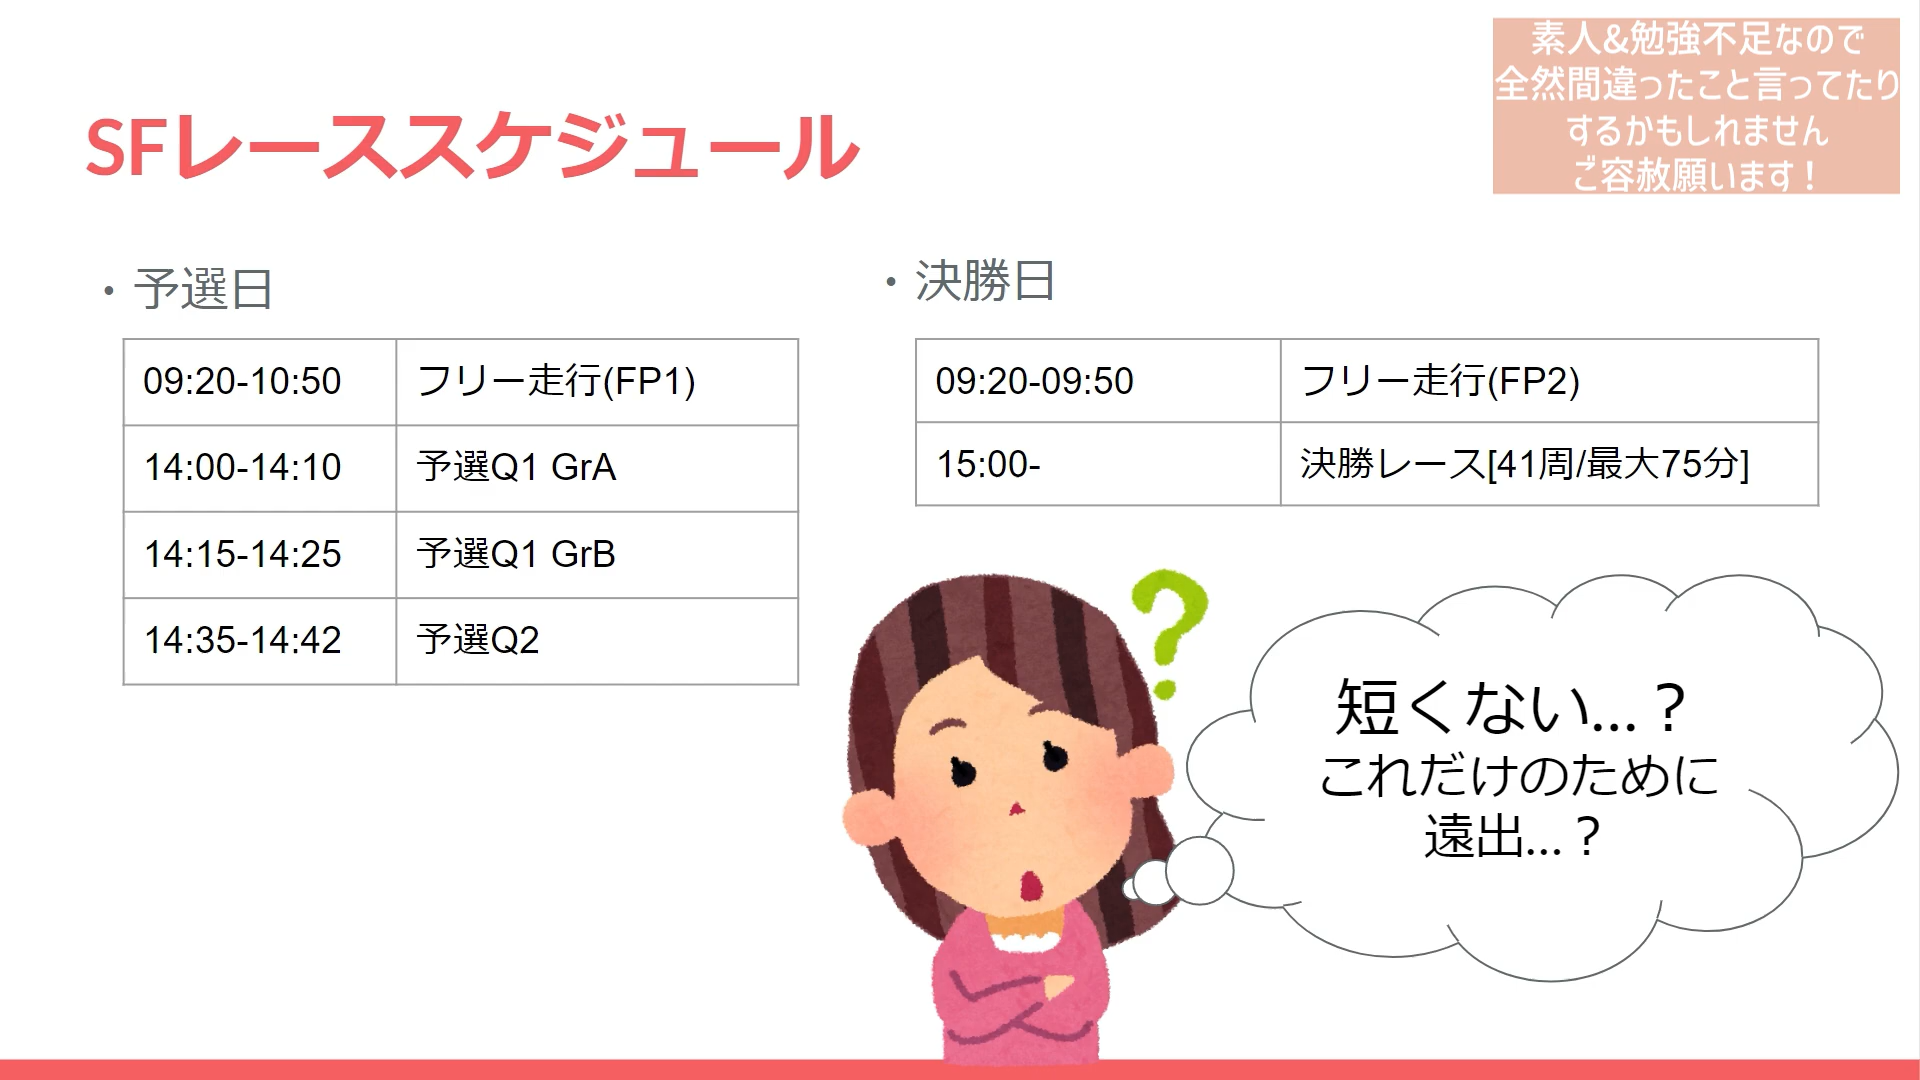 素人&勉強不足なので
全然間違ったこと言ってたり
するかもしれません
ご容赦願います！
SFレーススケジュール
・予選日
09:20-10:50 フリー走行(FP1)
14:00-14:10 予選Q1 GrA
14:15-14:25 予選Q1 GrB
14:35-14:42 予選Q2
・決勝日
09:20-09:50 フリー走行(FP2)
15:00- 決勝レース[41周/最大75分]
?
短くない...？
これだけのために
遠出...？